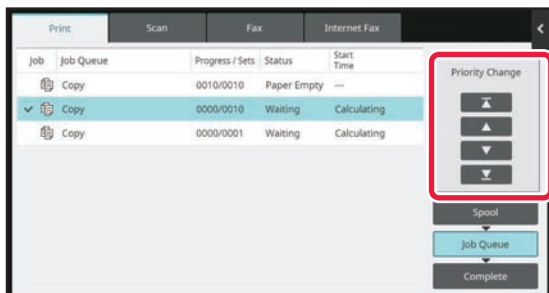 Print Scan Fax Internet Fax
Job Job Queue Progress / Sets Status Start Time
Copy 0010/0010 Paper Empty ---
Copy 0000/0010 Waiting Calculating
Copy 0000/0001 Waiting Calculating
Priority Change
Spool
Job Queue
Complete